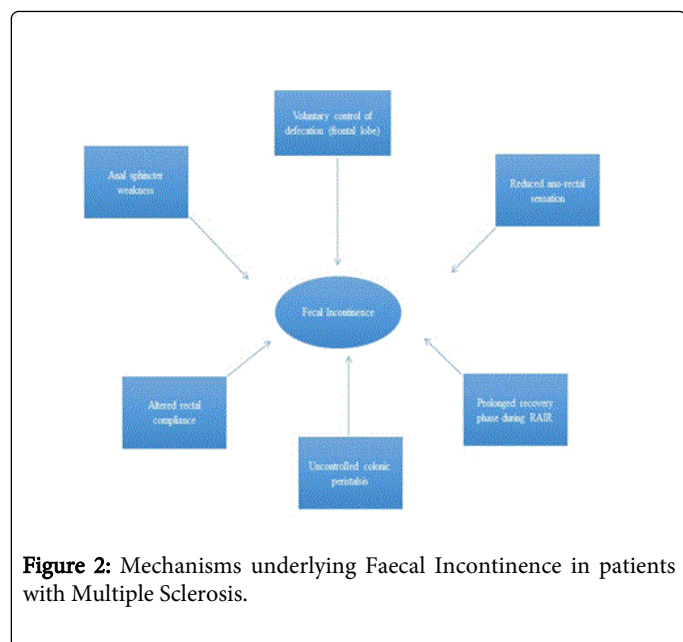 Voluntary control of
defecation (frontal lobe)
Anal sphincter
weakness
Reduced ano-rectal
sensation
Fecal Incontinence
Altered rectal
compliance
Prolonged recovery
phase during RAIR
Uncontrolled colonic
peristalsis
Figure 2: Mechanisms underlying Faecal Incontinence in patients
with Multiple Sclerosis.